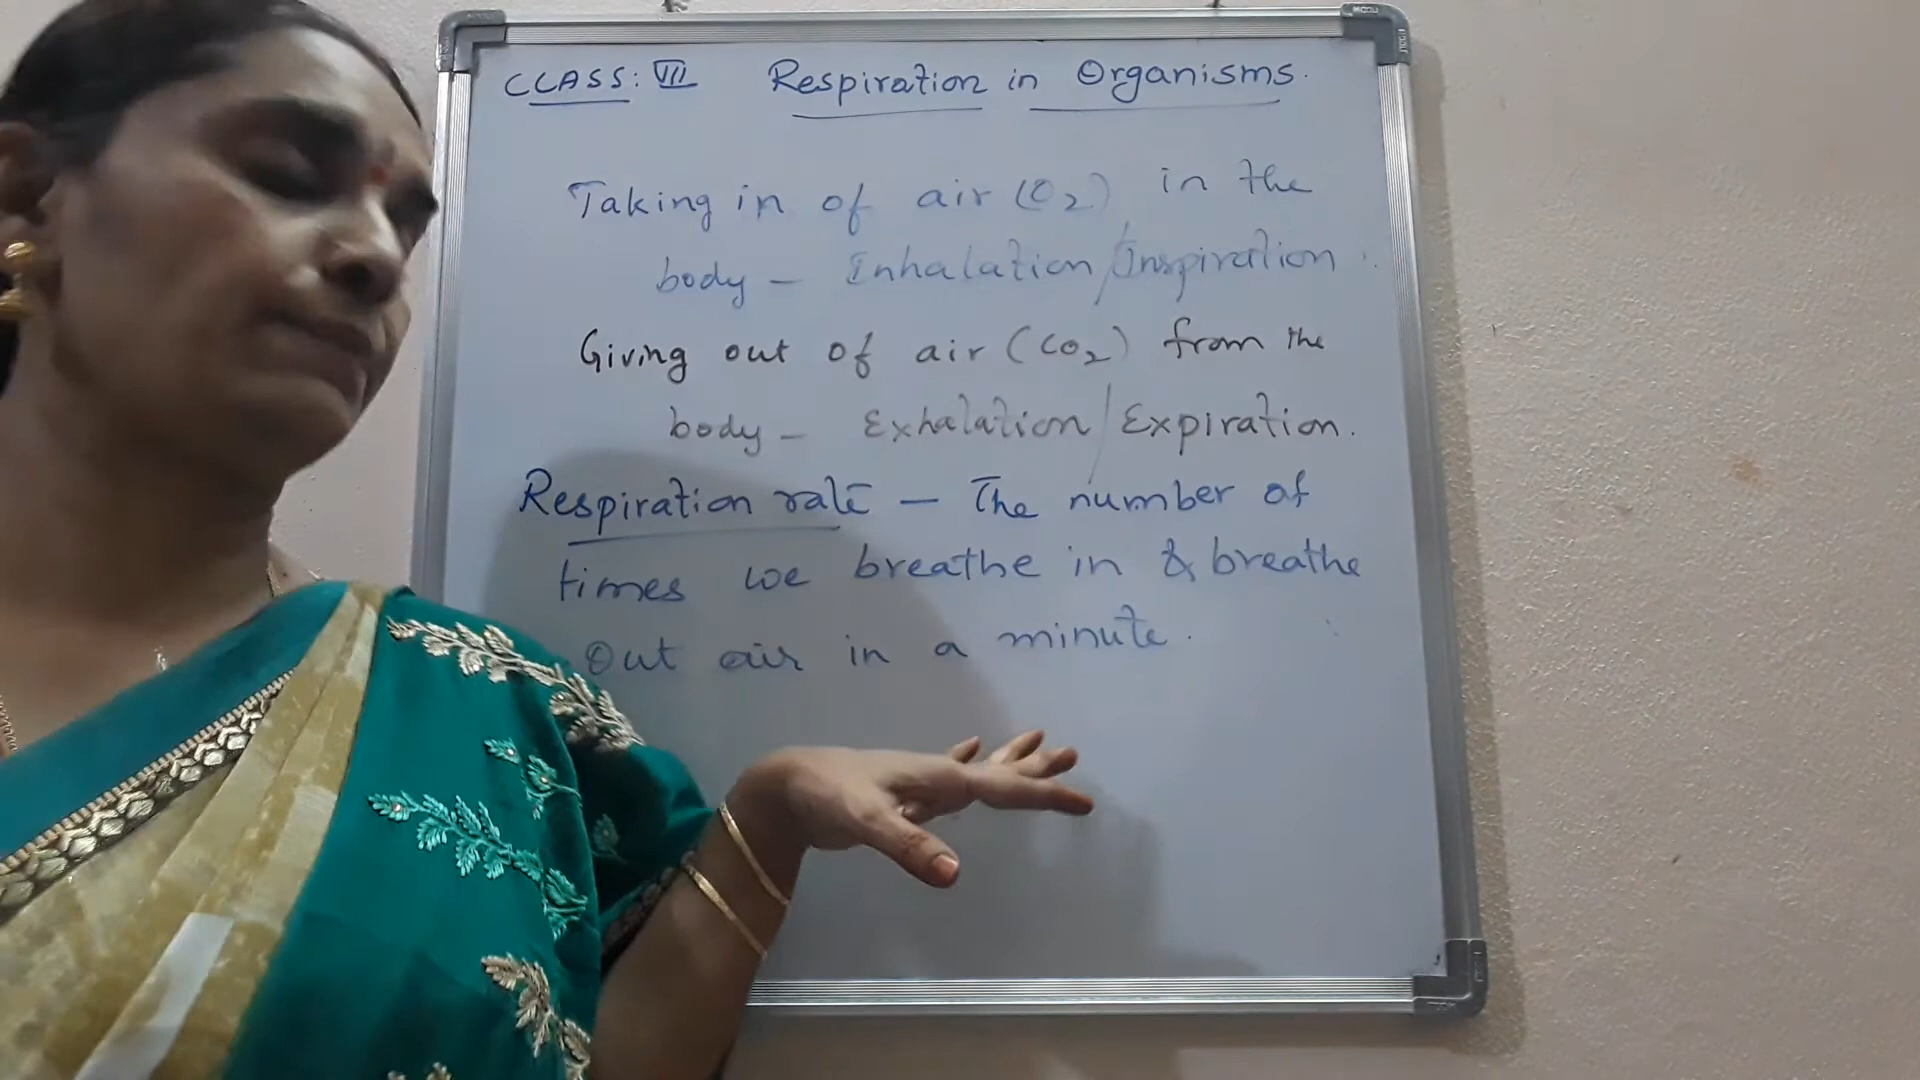 CLASS: VII Respiration in Organisms.
Taking in of air (O2) in the
body - Inhalation/Inspiration.
Giving out of air (CO2) from the
body - Exhalation/Expiration.
Respiration rate - The number of
times we breathe in & breathe
out air in a minute.